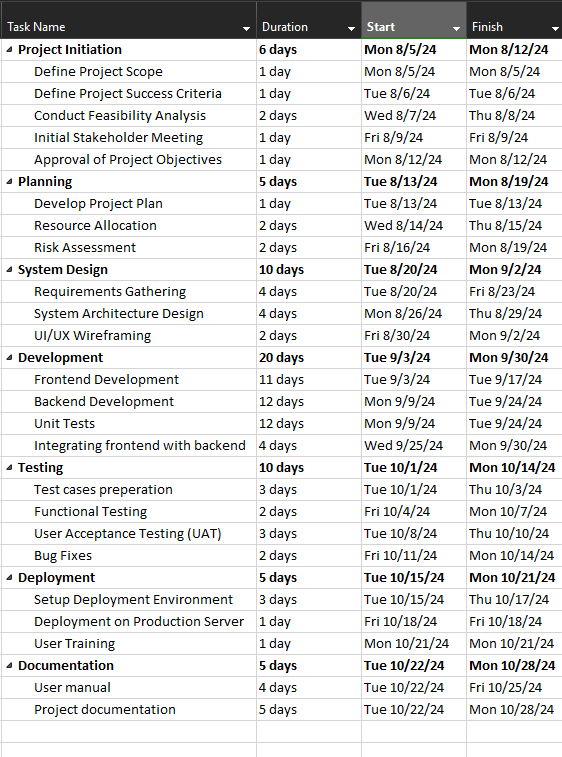 Task Name Duration Start Finish
Project Initiation 6 days Mon 8/5/24 Mon 8/12/24
Define Project Scope 1 day Mon 8/5/24 Mon 8/5/24
Define Project Success Criteria 1 day Tue 8/6/24 Tue 8/6/24
Conduct Feasibility Analysis 2 days Wed 8/7/24 Thu 8/8/24
Initial Stakeholder Meeting 1 day Fri 8/9/24 Fri 8/9/24
Approval of Project Objectives 1 day Mon 8/12/24 Mon 8/12/24
Planning 5 days Tue 8/13/24 Mon 8/19/24
Develop Project Plan 1 day Tue 8/13/24 Tue 8/13/24
Resource Allocation 2 days Wed 8/14/24 Thu 8/15/24
Risk Assessment 2 days Fri 8/16/24 Mon 8/19/24
System Design 10 days Tue 8/20/24 Mon 9/2/24
Requirements Gathering 4 days Tue 8/20/24 Fri 8/23/24
System Architecture Design 4 days Mon 8/26/24 Thu 8/29/24
UI/UX Wireframing 2 days Fri 8/30/24 Mon 9/2/24
Development 20 days Tue 9/3/24 Mon 9/30/24
Frontend Development 11 days Tue 9/3/24 Tue 9/17/24
Backend Development 12 days Mon 9/9/24 Tue 9/24/24
Unit Tests 12 days Mon 9/9/24 Tue 9/24/24
Integrating frontend with backend 4 days Wed 9/25/24 Mon 9/30/24
Testing 10 days Tue 10/1/24 Mon 10/14/24
Test cases preperation 3 days Tue 10/1/24 Thu 10/3/24
Functional Testing 2 days Fri 10/4/24 Mon 10/7/24
User Acceptance Testing (UAT) 3 days Tue 10/8/24 Thu 10/10/24
Bug Fixes 2 days Fri 10/11/24 Mon 10/14/24
Deployment 5 days Tue 10/15/24 Mon 10/21/24
Setup Deployment Environment 3 days Tue 10/15/24 Thu 10/17/24
Deployment on Production Server 1 day Fri 10/18/24 Fri 10/18/24
User Training 1 day Mon 10/21/24 Mon 10/21/24
Documentation 5 days Tue 10/22/24 Mon 10/28/24
User manual 4 days Tue 10/22/24 Fri 10/25/24
Project documentation 5 days Tue 10/22/24 Mon 10/28/24